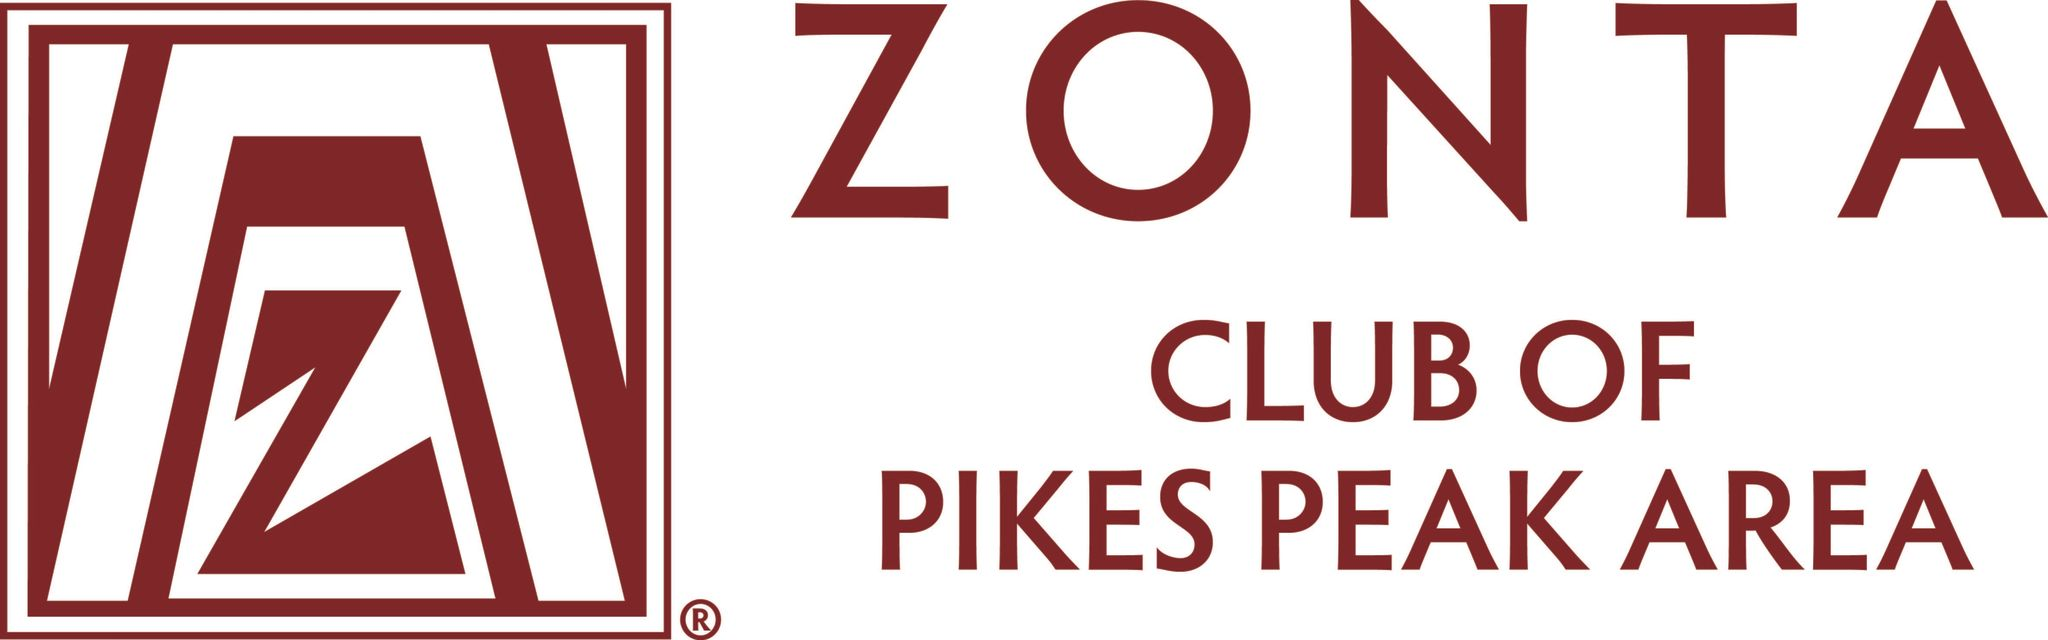 ZONTA
CLUB OF
PIKES PEAK AREA
Z
®